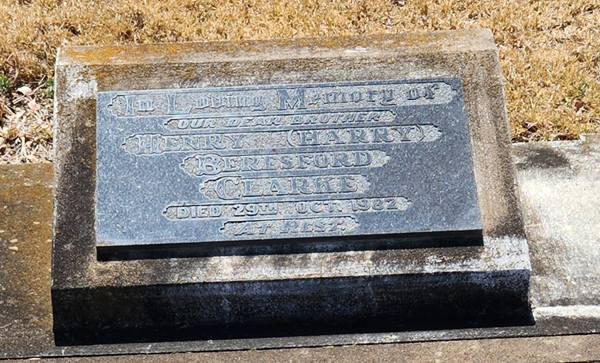 In Loving Memory of
OUR DEAR BROTHER
HENRY (HARRY)
BERESFORD
CLARKE
DIED 29TH OCT. 1982
AT REST.